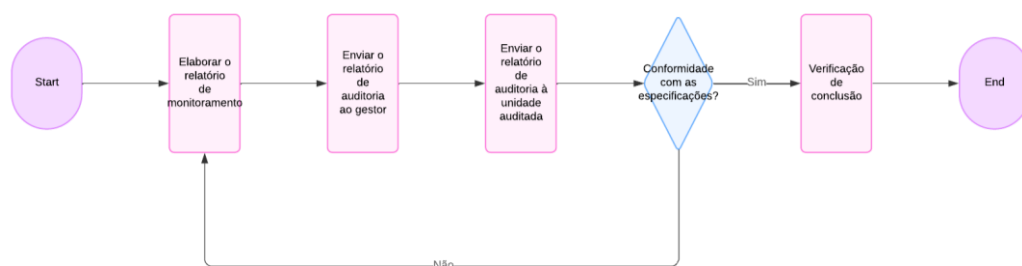 Start
Elaborar o
relatório
de
monitoramento
Enviar o
relatório
de
auditoria
ao gestor
Enviar o
relatório
de
auditoria à
unidade
auditada
Conformidade
com as
especificações?
Sim
Verificação
de
conclusão
End
Não